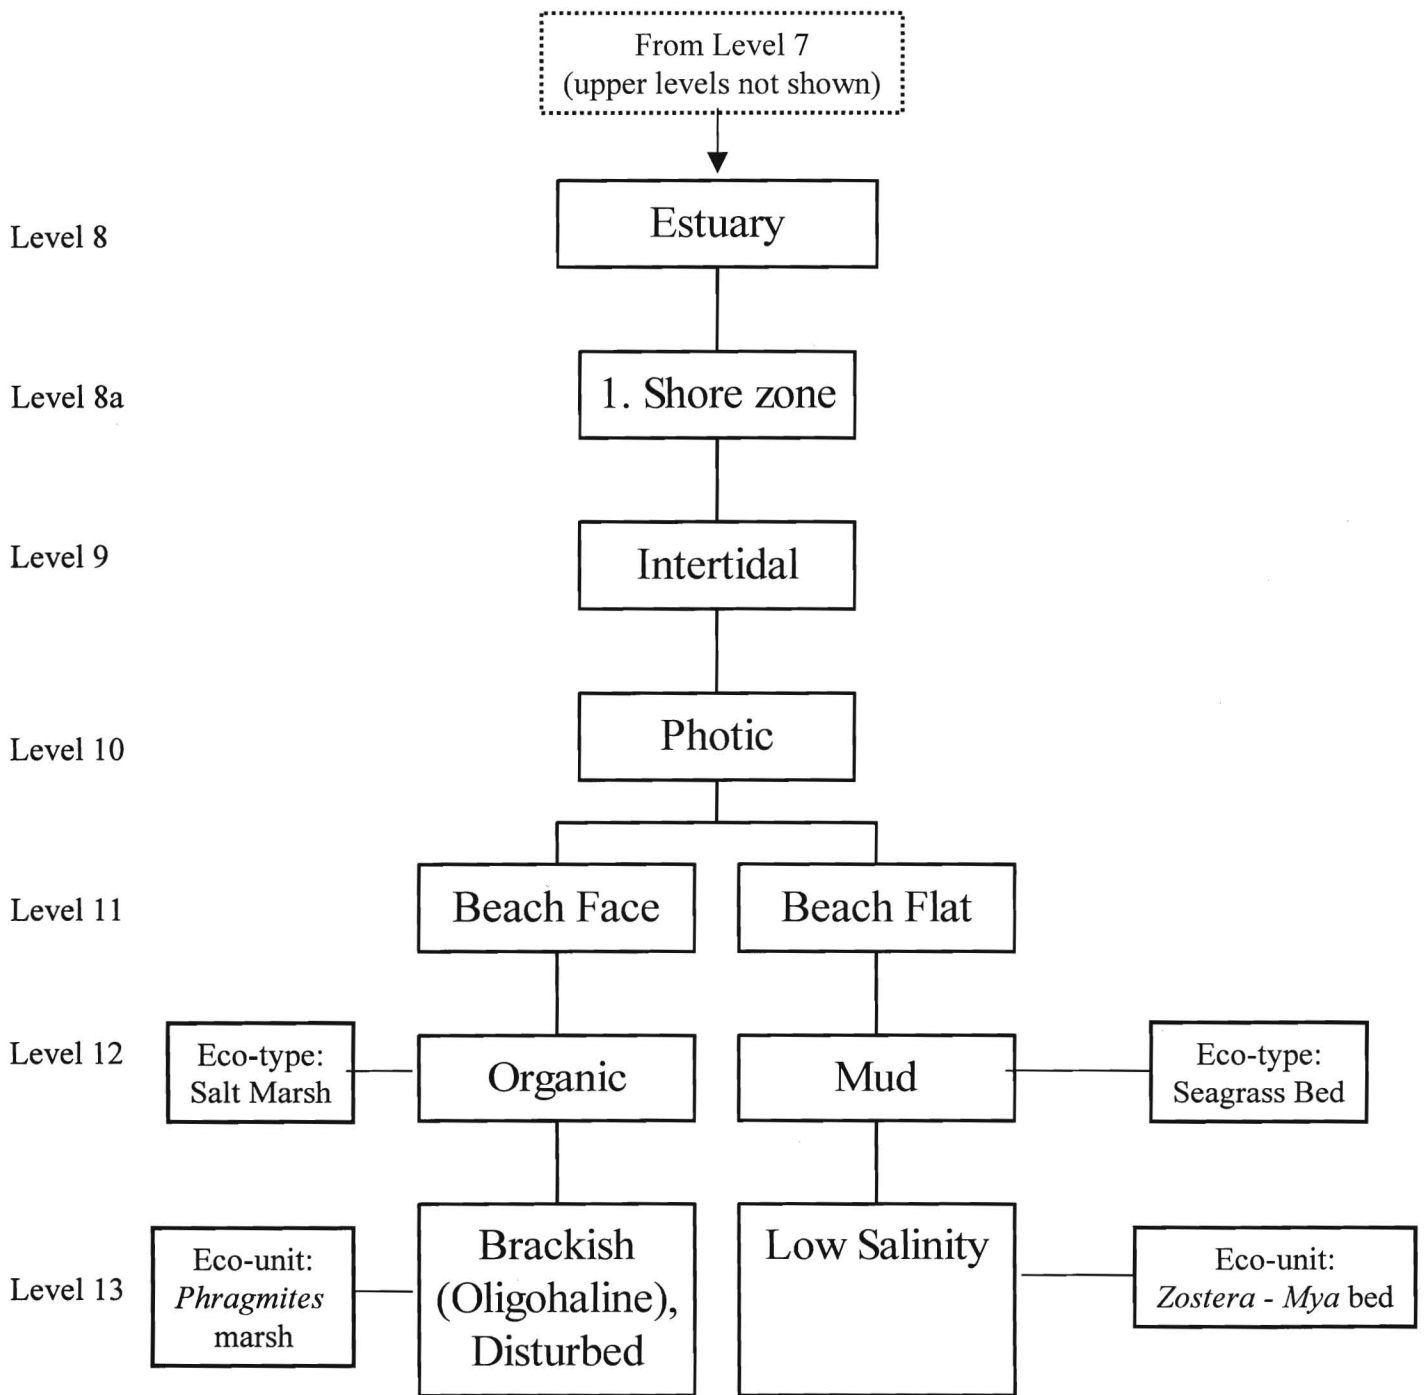 From Level 7
(upper levels not shown)
Level 8
Estuary
Level 8a
1. Shore zone
Level 9
Intertidal
Level 10
Photic
Level 11
Beach Face
Beach Flat
Level 12
Eco-type:
Salt Marsh
Organic
Mud
Eco-type:
Seagrass Bed
Level 13
Eco-unit:
Phragmites
marsh
Brackish
(Oligohaline),
Disturbed
Low Salinity
Eco-unit:
Zostera - Mya bed